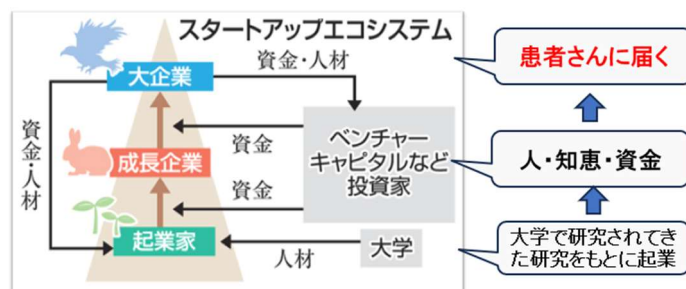 スタートアップエコシステム
大企業
資金・人材
資金・人材
成長企業
資金
資金
ベンチャー
キャピタルなど
投資家
起業家
人材
大学
患者さんに届く
人・知恵・資金
大学で研究されてき
た研究をもとに起業